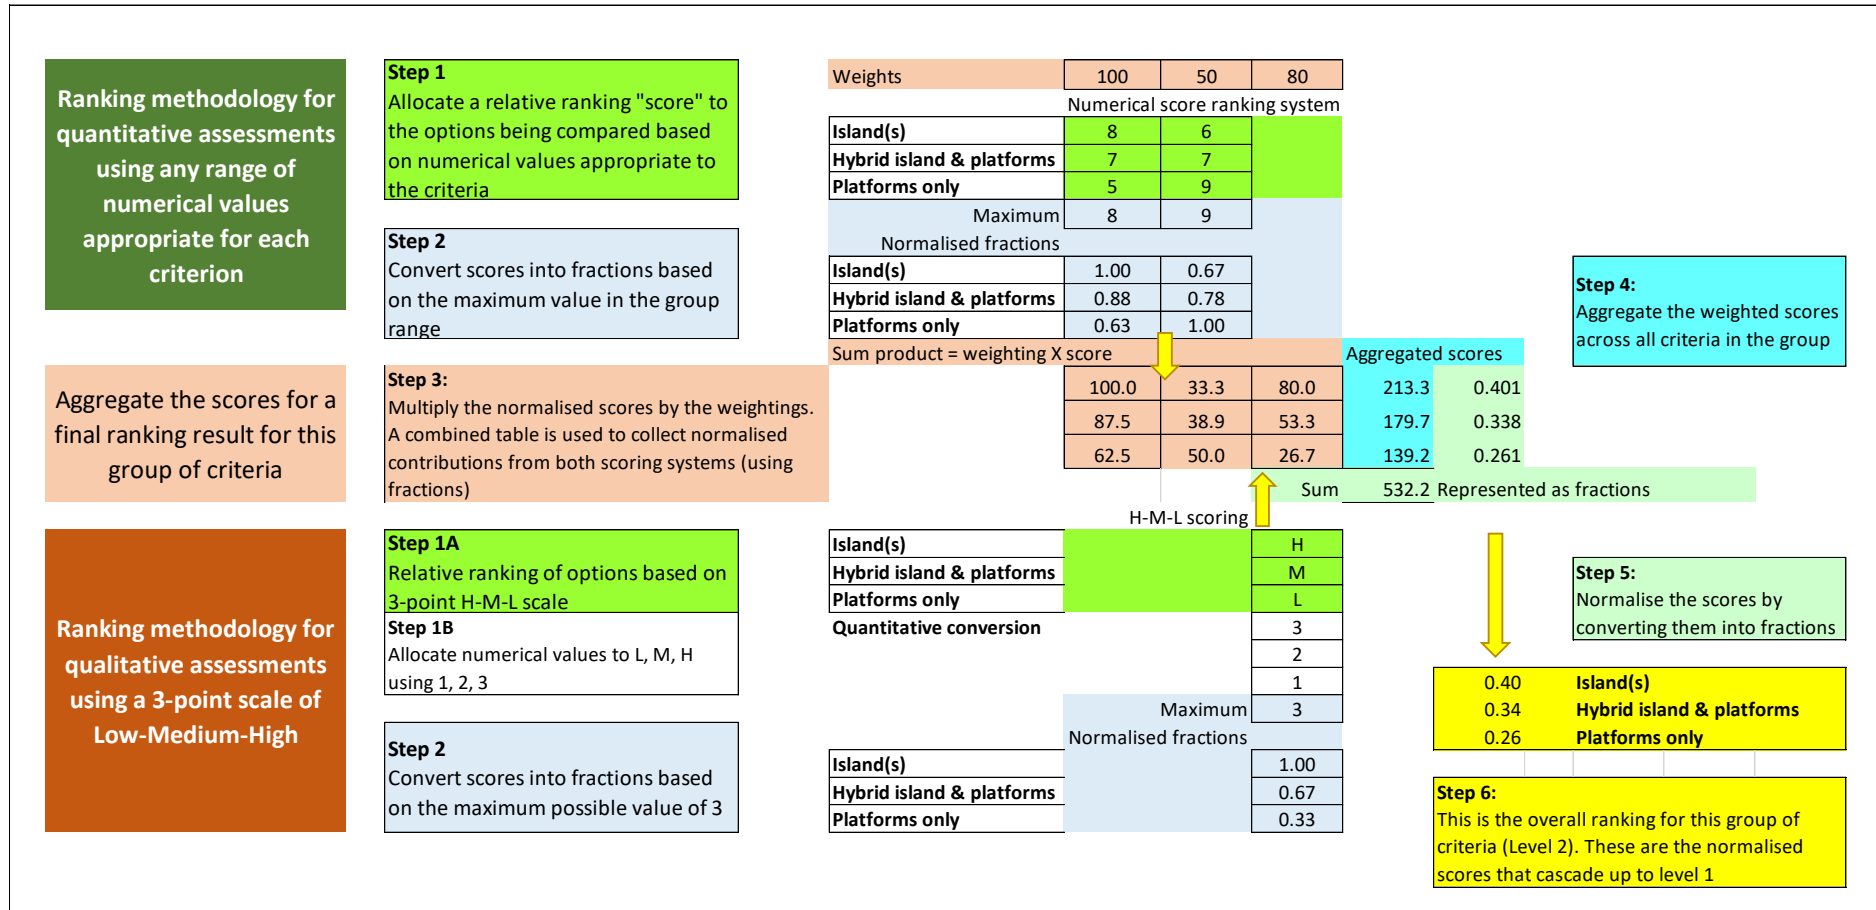 Ranking methodology for
quantitative assessments
using any range of
numerical values
appropriate for each
criterion
Step 1
Allocate a relative ranking "score" to
the options being compared based
on numerical values appropriate to
the criteria
Step 2
Convert scores into fractions based
on the maximum value in the group
range
Weights 100 50 80
Numerical score ranking system
Island(s) 8 6
Hybrid island & platforms 7 7
Platforms only 5 9
Maximum 8 9
Normalised fractions
Island(s) 1.00 0.67
Hybrid island & platforms 0.88 0.78
Platforms only 0.63 1.00
Step 4:
Aggregate the weighted scores
across all criteria in the group
Aggregate the scores for a
final ranking result for this
group of criteria
Step 3:
Multiply the normalised scores by the weightings.
A combined table is used to collect normalised
contributions from both scoring systems (using
fractions)
Sum product = weighting X score Aggregated scores
100.0 33.3 80.0 213.3 0.401
87.5 38.9 53.3 179.7 0.338
62.5 50.0 26.7 139.2 0.261
Sum 532.2 Represented as fractions
Ranking methodology for
qualitative assessments
using a 3-point scale of
Low-Medium-High
Step 1A
Relative ranking of options based on
3-point H-M-L scale
Step 1B
Allocate numerical values to L, M, H
using 1, 2, 3
Step 2
Convert scores into fractions based
on the maximum possible value of 3
H-M-L scoring
Island(s) H
Hybrid island & platforms M
Platforms only L
Quantitative conversion 3
2
1
Maximum 3
Normalised fractions
Island(s) 1.00
Hybrid island & platforms 0.67
Platforms only 0.33
Step 5:
Normalise the scores by
converting them into fractions
0.40 Island(s)
0.34 Hybrid island & platforms
0.26 Platforms only
Step 6:
This is the overall ranking for this group of
criteria (Level 2). These are the normalised
scores that cascade up to level 1